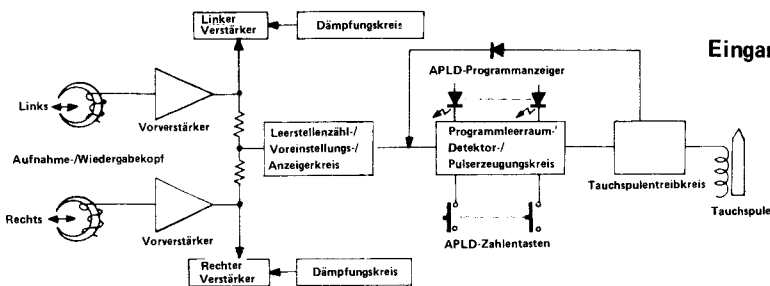 Linker
Verstärker
Dämpfungskreis
Eingan
APLD-Programmanzeiger
Links
Vorverstärker
Leerstellenzähl-/
Voreinstellungs-/
Anzeigerkreis
Programmleerraum-/
Detektor-/
Pulserzeugungskreis
Aufnahme-/Wiedergabekopf
Tauchspulentreibkreis
Tauchspule
Rechts
Vorverstärker
APLD-Zahlentasten
Rechter
Verstärker
Dämpfungskreis